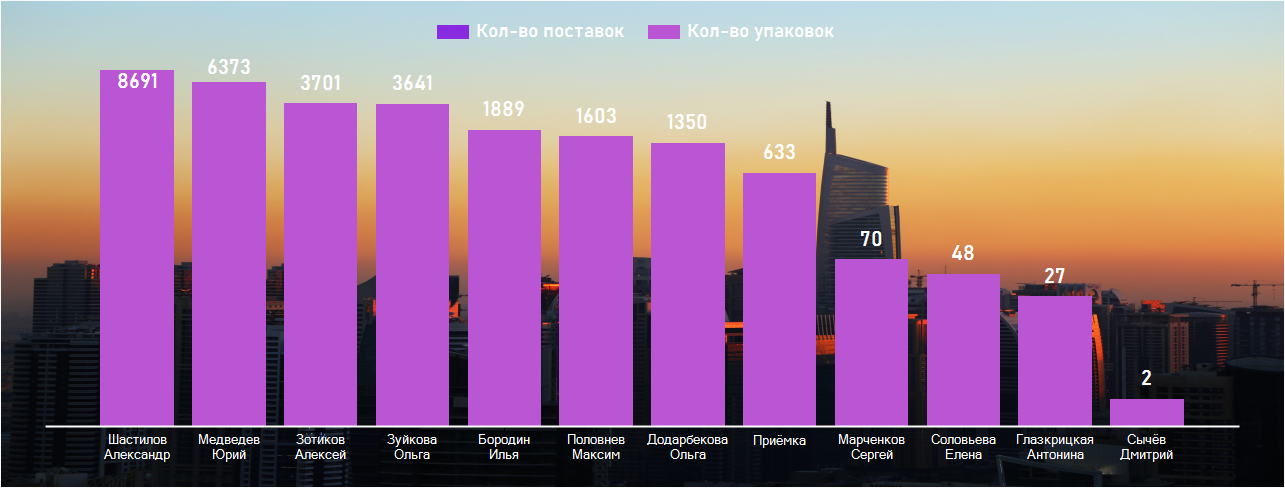 Кол-во поставок Кол-во упаковок
8691 6373 3701 3641 1889 1603 1350 633 70 48 27 2
Шастилов Медведев Зотиков Зуйкова Бородин Половнев Додарбекова Приёмка Марченков Соловьева Глазкрицкая Сычёв
Александр Юрий Алексей Ольга Илья Максим Ольга Сергей Елена Антонина Дмитрий